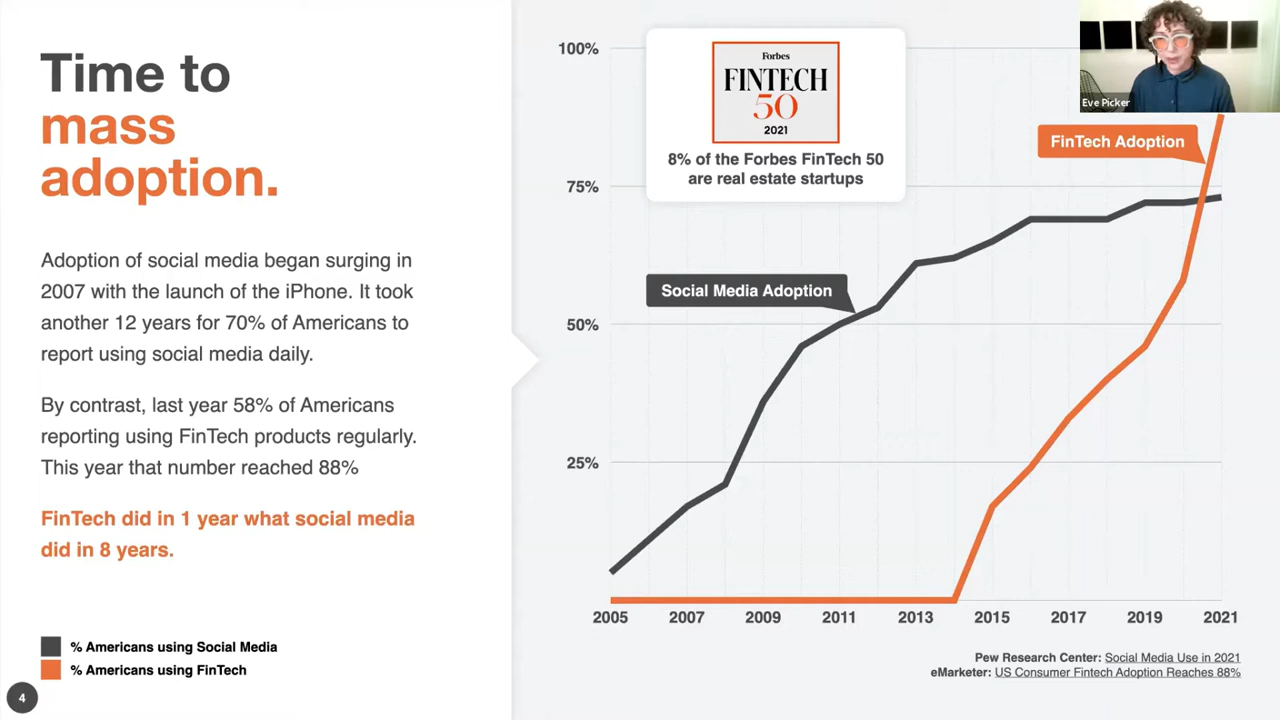 Time to
mass
adoption.
Adoption of social media began surging in
2007 with the launch of the iPhone. It took
another 12 years for 70% of Americans to
report using social media daily.
By contrast, last year 58% of Americans
reporting using FinTech products regularly.
This year that number reached 88%
FinTech did in 1 year what social media
did in 8 years.
% Americans using Social Media
% Americans using FinTech
4
100%
75%
50%
25%
Forbes
FINTECH
50
2021
8% of the Forbes FinTech 50
are real estate startups
Eve Picker
FinTech Adoption
Social Media Adoption
2005 2007 2009 2011 2013 2015 2017 2019 2021
Pew Research Center: Social Media Use in 2021
eMarketer: US Consumer Fintech Adoption Reaches 88%